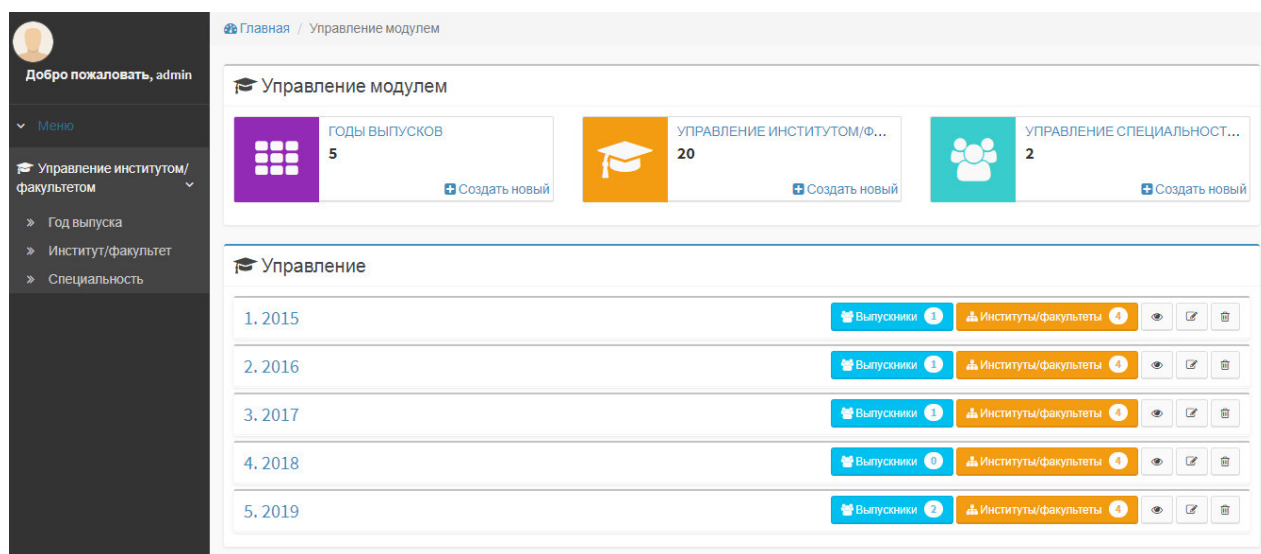 Главная / Управление модулем
Добро пожаловать, admin
Меню
Управление институтом/
факультетом
Год выпуска
Институт/факультет
Специальность
Управление модулем
ГОДЫ ВЫПУСКОВ
5
Создать новый
УПРАВЛЕНИЕ ИНСТИТУТОМ/Ф...
20
Создать новый
УПРАВЛЕНИЕ СПЕЦИАЛЬНОСТ...
2
Создать новый
Управление
1. 2015 Выпускники 1 Институты/факультеты 4
2. 2016 Выпускники 1 Институты/факультеты 4
3. 2017 Выпускники 1 Институты/факультеты 4
4. 2018 Выпускники 0 Институты/факультеты 4
5. 2019 Выпускники 2 Институты/факультеты 4